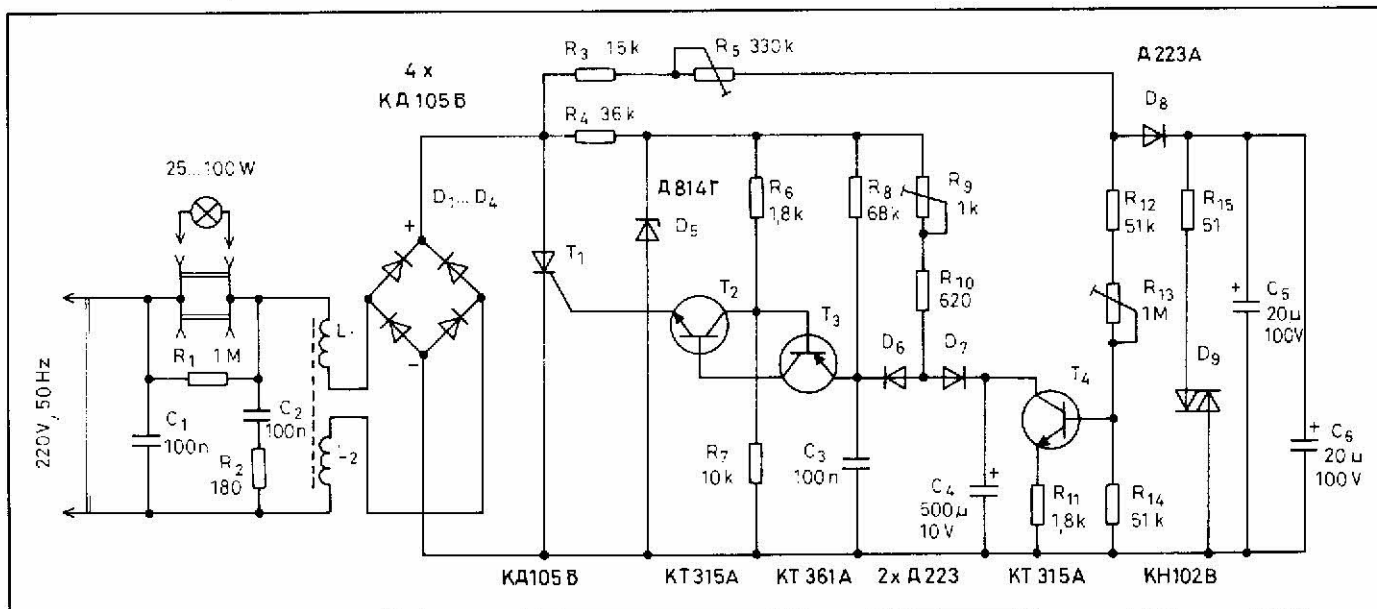 R3 15k
R5 330k
Д223А
4 x
КД105В
D8
R4 36k
25...100W
D1...D4
Д814Г
R6
1,8k
R8
68k
R9
1k
R12
51k
R15
51
+
D5
T1
T2
T3
R10
620
R13
1M
+
C5
20μ
100V
L1
R1 1M
D6
D7
T4
D9
220V, 50Hz
C1
100n
C2
100n
R2
180
L2
-
R7
10k
C3
100n
+
C4
500μ
10V
R11
1,8k
R14
51k
+
C6
20μ
100V
КД105В
КТ315А
КТ361А
2x Д223
КТ315А
КН102В